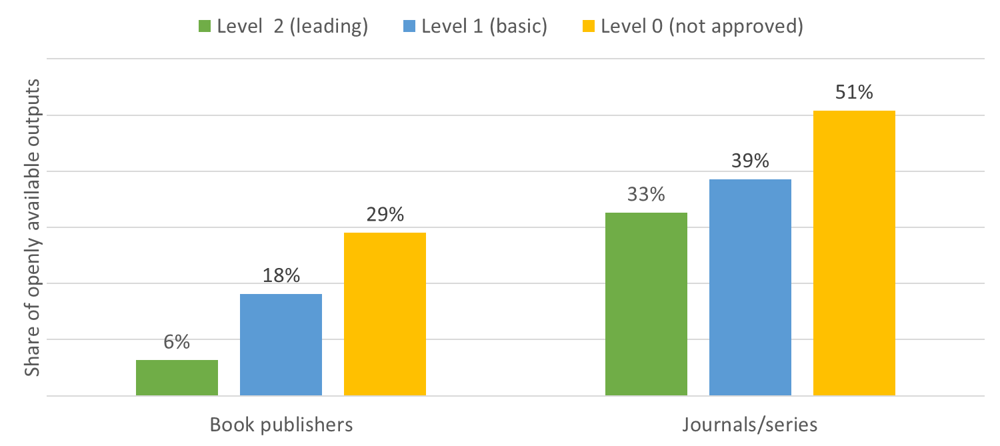 Level  2 (leading) Level 1 (basic) Level 0 (not approved)
Share of openly available outputs
6%
18%
29%
33%
39%
51%
Book publishers
Journals/series